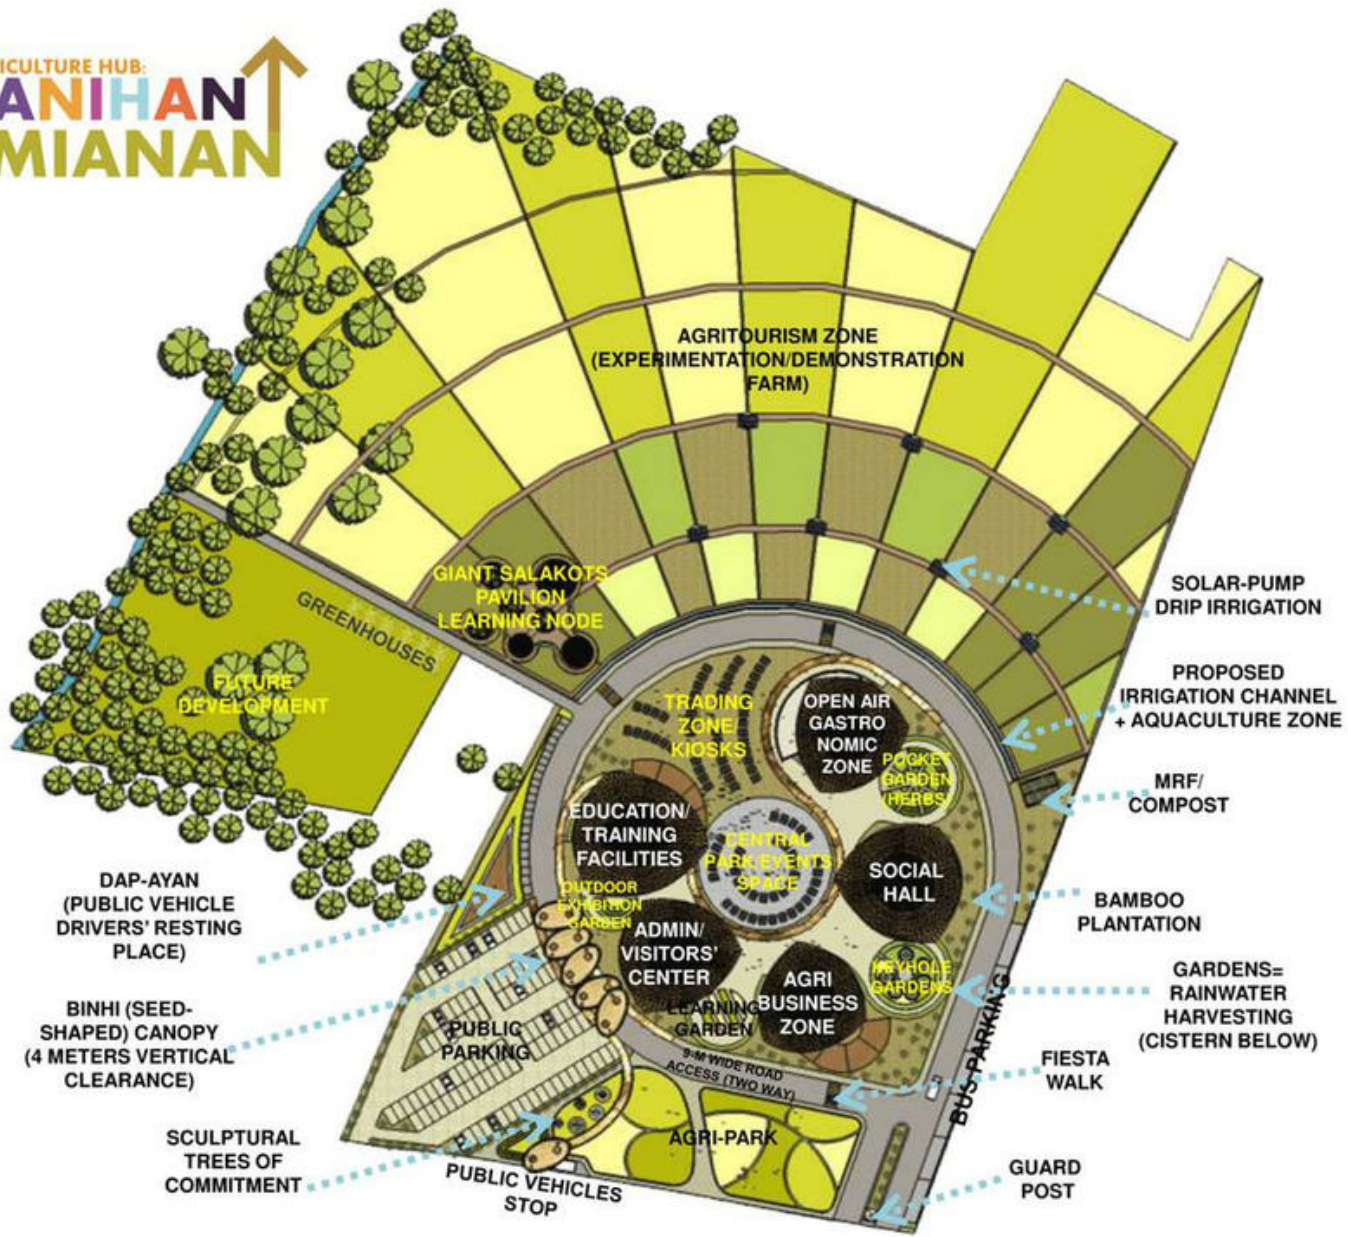 ICULTURE HUB:
ANIHAN
MIANAN
AGRITOURISM ZONE
(EXPERIMENTATION/DEMONSTRATION
FARM)
GIANT SALAKOTS
PAVILION
LEARNING NODE
GREENHOUSES
FUTURE
DEVELOPMENT
SOLAR-PUMP
DRIP IRRIGATION
PROPOSED
IRRIGATION CHANNEL
+ AQUACULTURE ZONE
TRADING
ZONE/
KIOSKS
OPEN AIR
GASTRO
NOMIC
ZONE
POCKET
GARDEN
(HERBS)
MRF/
COMPOST
EDUCATION/
TRAINING
FACILITIES
CENTRAL
PARK/EVENTS
SPACE
SOCIAL
HALL
DAP-AYAN
(PUBLIC VEHICLE
DRIVERS' RESTING
PLACE)
OUTDOOR
EXHIBITION
GARDEN
BAMBOO
PLANTATION
ADMIN/
VISITORS'
CENTER
AGRI
BUSINESS
ZONE
KEYHOLE
GARDENS
GARDENS=
RAINWATER
HARVESTING
(CISTERN BELOW)
BINHI (SEED-
SHAPED) CANOPY
(4 METERS VERTICAL
CLEARANCE)
PUBLIC
PARKING
LEARNING
GARDEN
9-M WIDE ROAD
ACCESS (TWO WAY)
BUS PARKING
FIESTA
WALK
SCULPTURAL
TREES OF
COMMITMENT
AGRI-PARK
PUBLIC VEHICLES
STOP
GUARD
POST